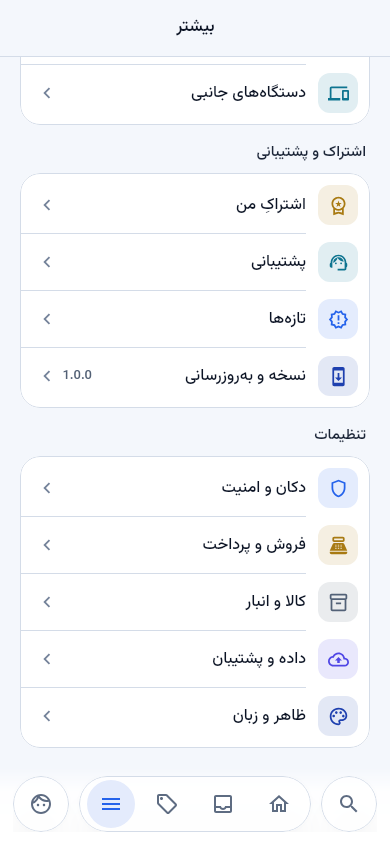 بیشتر
دستگاه‌های جانبی
اشتراک و پشتیبانی
اشتراکِ من
پشتیبانی
تازه‌ها
نسخه و به‌روزرسانی
1.0.0
تنظیمات
دکان و امنیت
فروش و پرداخت
کالا و انبار
داده و پشتیبان
ظاهر و زبان